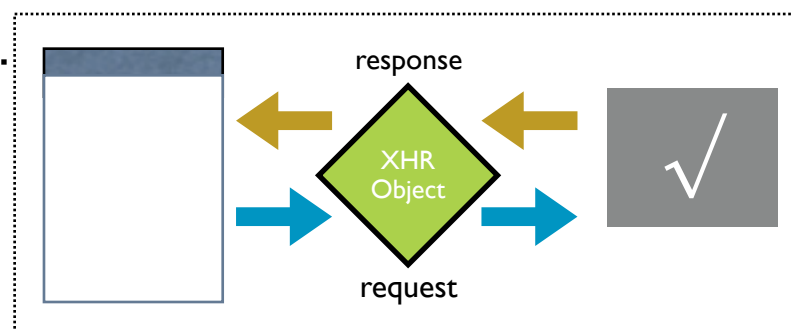 response
XHR
Object
√
request